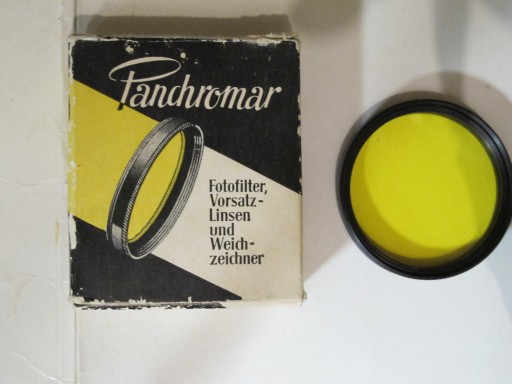 Panchromar
Fotofilter,
Vorsatz-
Linsen
und
Weich-
zeichner